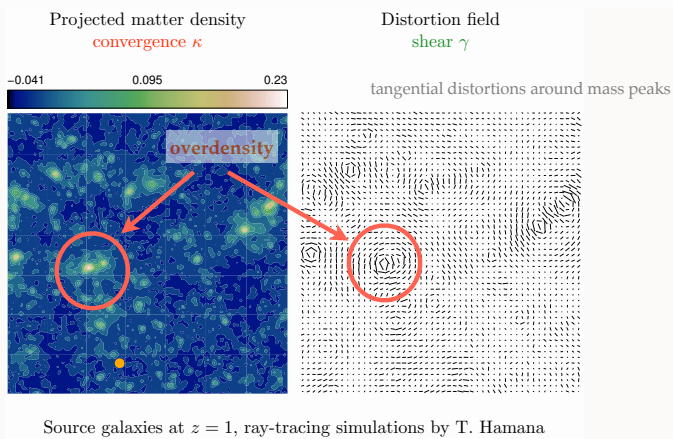 Projected matter density
convergence κ
Distortion field
shear γ
−0.041 0.095 0.23
tangential distortions around mass peaks
overdensity
Source galaxies at z = 1, ray-tracing simulations by T. Hamana